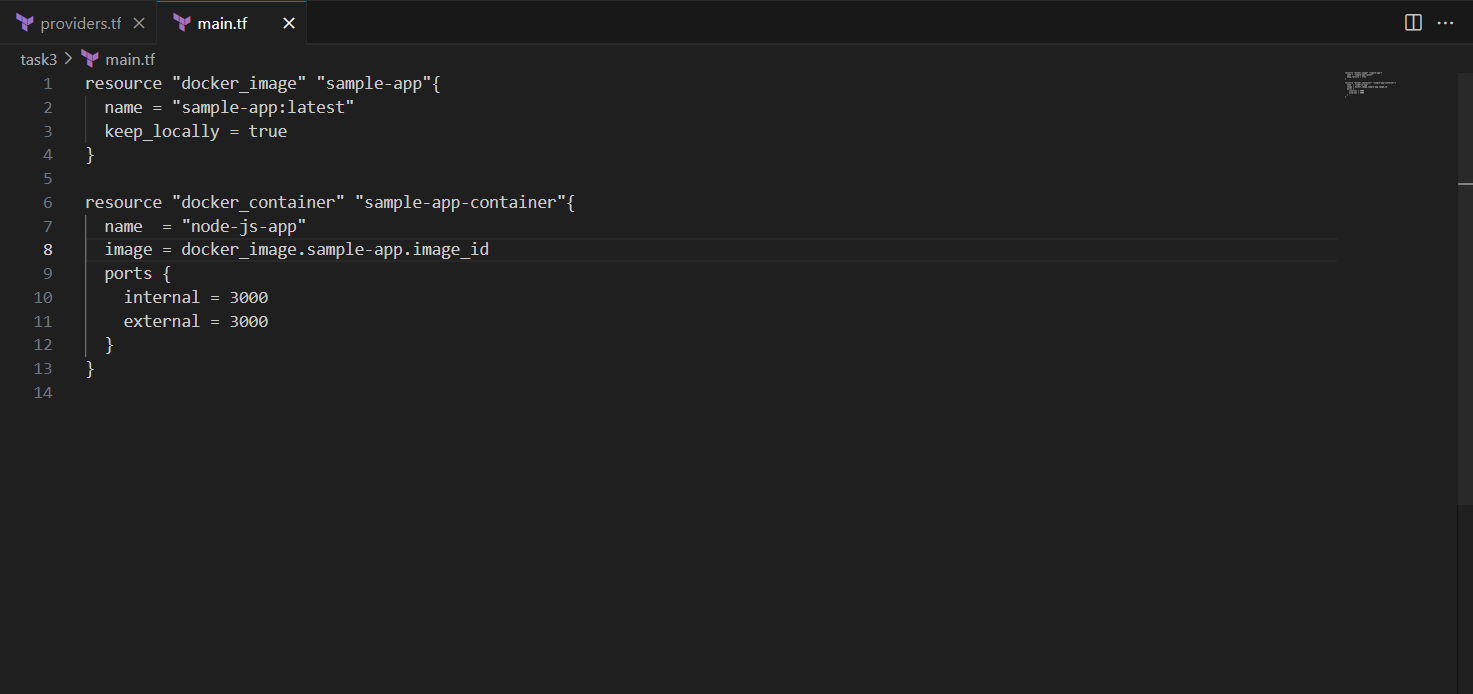 providers.tf
main.tf
task3 > main.tf
1 resource "docker_image" "sample-app"{
2   name = "sample-app:latest"
3   keep_locally = true
4 }
5
6 resource "docker_container" "sample-app-container"{
7   name  = "node-js-app"
8   image = docker_image.sample-app.image_id
9   ports {
10     internal = 3000
11     external = 3000
12   }
13 }
14